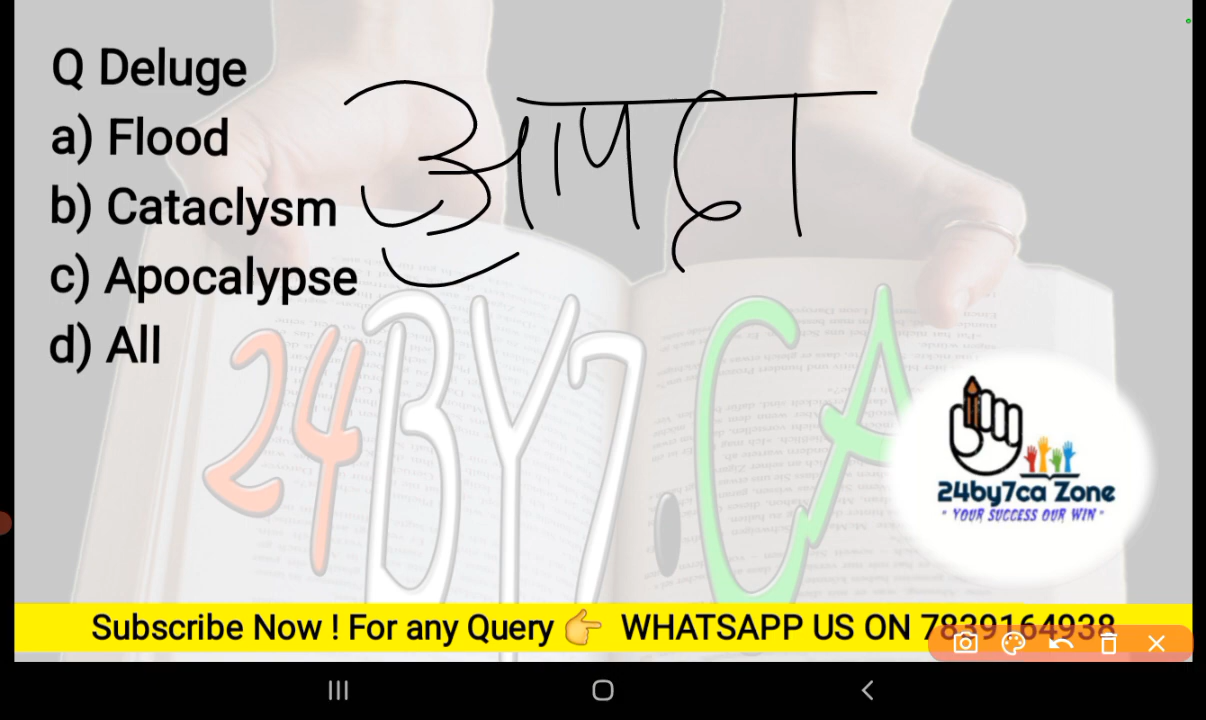 Q Deluge
a) Flood
b) Cataclysm
c) Apocalypse
d) All
आपदा
24BY7.CA
24by7ca Zone
" YOUR SUCCESS OUR WIN "
Subscribe Now ! For any Query 👉 WHATSAPP US ON 7839164938